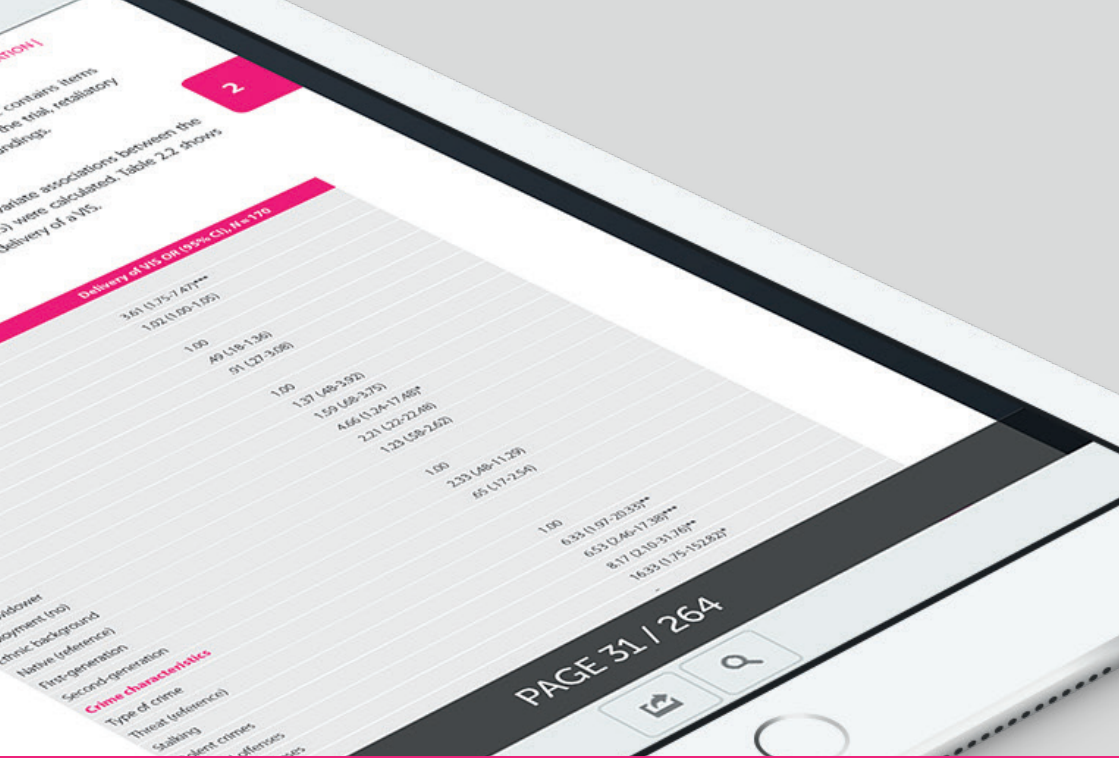 ATION |
contains items
the trial, retaliatory
ndings.
2
variate associations between the
5) were calculated. Table 2.2 shows
delivery of a VIS.
Delivery of VIS OR (95% CI), N = 170
3.61 (1.75-7.47)***
1.02 (1.00-1.05)
1.00
.49 (.18-1.36)
.91 (.27-3.08)
1.00
1.37 (.48-3.92)
1.59 (.68-3.75)
4.66 (1.24-17.48)*
2.21 (.22-22.48)
1.23 (.58-2.62)
1.00
2.33 (.48-11.29)
.65 (.17-2.54)
1.00
6.33 (1.97-20.33)**
6.53 (2.46-17.38)***
8.17 (2.10-31.76)**
16.33 (1.75-152.82)*
-
idower
loyment (no)
ethnic background
Native (reference)
First-generation
Second-generation
Crime characteristics
Type of crime
Threat (reference)
Stalking
lent crimes
offenses
ses
PAGE 31 / 264